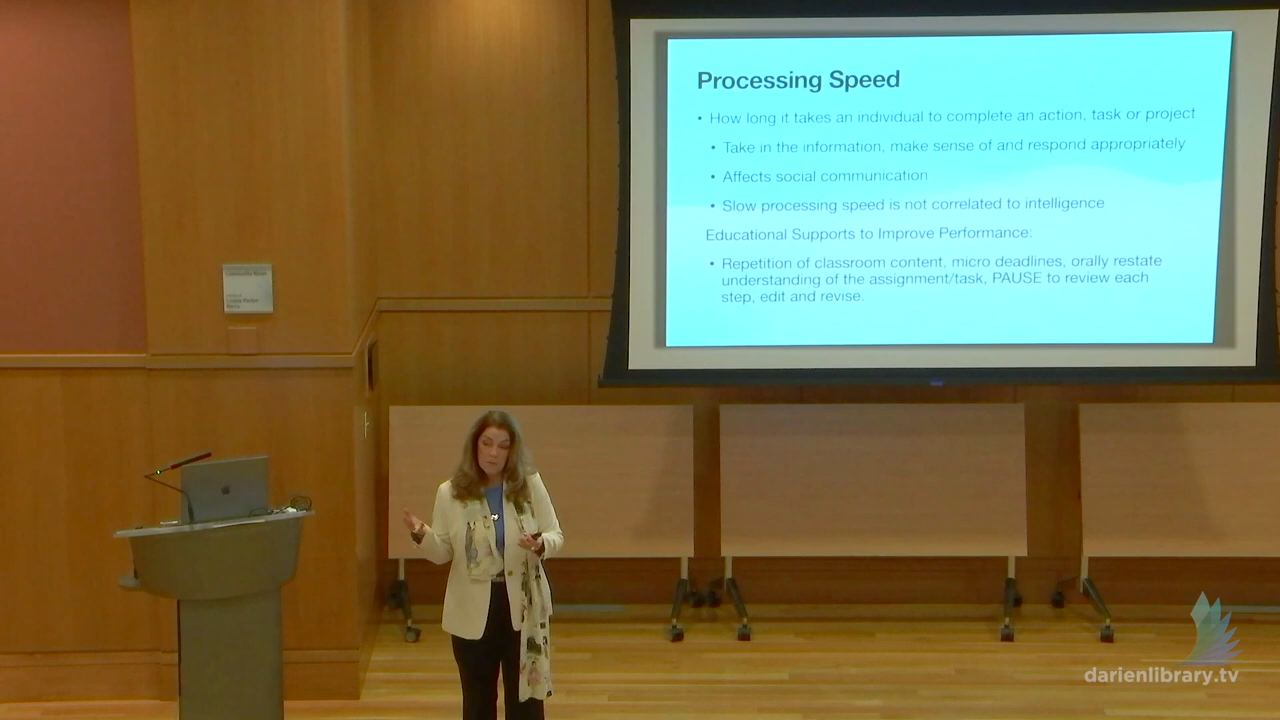 Processing Speed
• How long it takes an individual to complete an action, task or project
• Take in the information, make sense of and respond appropriately
• Affects social communication
• Slow processing speed is not correlated to intelligence
Educational Supports to Improve Performance:
• Repetition of classroom content, micro deadlines, orally restate
understanding of the assignment/task, PAUSE to review each
step, edit and revise.
Community Room
darienlibrary.tv